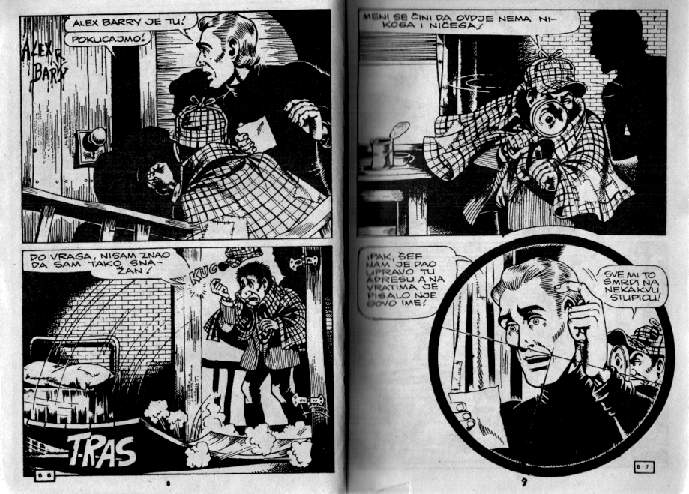 ALEX BARRY JE TU!
POKUCAJMO!
ALEX
BARRY
MENI SE ČINI DA OVDJE NEMA NI-
KOGA I NIČEGA!
DO VRAGA, NISAM ZNAO
DA SAM TAKO SNA-
ŽAN!
KUC
TRAS
8
IPAK, ŠEF
NAM JE DAO
UPRAVO TU
ADRESU A NA
VRATIMA JE
PISALO NJE
GOVO IME!
SVE MI TO
SMRDI NA
NEKAKVU
STUPICU!
9